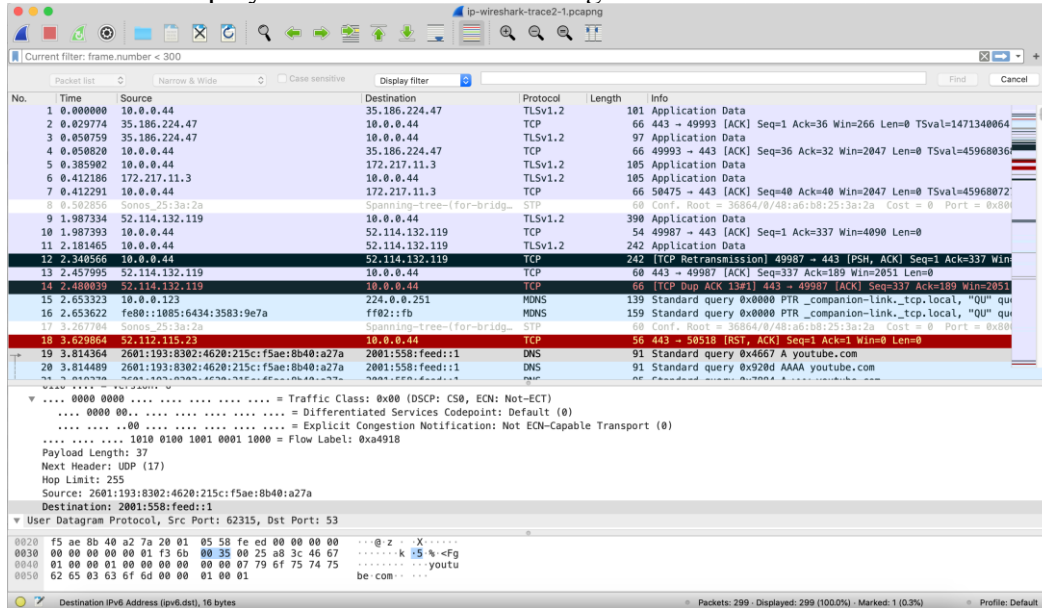 ip-wireshark-trace2-1.pcapng
Current filter: frame.number < 300
Packet list Narrow & Wide Case sensitive Display filter Find Cancel
No. Time Source Destination Protocol Length Info
1 0.000000 10.0.0.44 35.186.224.47 TLSv1.2 101 Application Data
2 0.029774 35.186.224.47 10.0.0.44 TCP 66 443 → 49993 [ACK] Seq=1 Ack=36 Win=266 Len=0 TSval=1471340064
3 0.050759 35.186.224.47 10.0.0.44 TLSv1.2 97 Application Data
4 0.050820 10.0.0.44 35.186.224.47 TCP 66 49993 → 443 [ACK] Seq=36 Ack=32 Win=2047 Len=0 TSval=4596803
5 0.385902 10.0.0.44 172.217.11.3 TLSv1.2 105 Application Data
6 0.412186 172.217.11.3 10.0.0.44 TLSv1.2 105 Application Data
7 0.412291 10.0.0.44 172.217.11.3 TCP 66 50475 → 443 [ACK] Seq=40 Ack=40 Win=2047 Len=0 TSval=45968072
8 0.502856 Sonos_25:3a:2a Spanning-tree-(for-bridg… STP 60 Conf. Root = 36864/0/48:a6:b8:25:3a:2a Cost = 0 Port = 0x80
9 1.987334 52.114.132.119 10.0.0.44 TLSv1.2 390 Application Data
10 1.987393 10.0.0.44 52.114.132.119 TCP 54 49987 → 443 [ACK] Seq=1 Ack=337 Win=4090 Len=0
11 2.181465 10.0.0.44 52.114.132.119 TLSv1.2 242 Application Data
12 2.340566 10.0.0.44 52.114.132.119 TCP 242 [TCP Retransmission] 49987 → 443 [PSH, ACK] Seq=1 Ack=337 Win=
13 2.457995 52.114.132.119 10.0.0.44 TCP 60 443 → 49987 [ACK] Seq=337 Ack=189 Win=2051 Len=0
14 2.480039 52.114.132.119 10.0.0.44 TCP 66 [TCP Dup ACK 13#1] 443 → 49987 [ACK] Seq=337 Ack=189 Win=2051
15 2.653323 10.0.0.123 224.0.0.251 MDNS 139 Standard query 0x0000 PTR _companion-link._tcp.local, "QU" que
16 2.653622 fe80::1085:6434:3583:9e7a ff02::fb MDNS 159 Standard query 0x0000 PTR _companion-link._tcp.local, "QU" que
17 3.267704 Sonos_25:3a:2a Spanning-tree-(for-bridg… STP 60 Conf. Root = 36864/0/48:a6:b8:25:3a:2a Cost = 0 Port = 0x80
18 3.629864 52.112.115.23 10.0.0.44 TCP 56 443 → 50518 [RST, ACK] Seq=1 Ack=1 Win=0 Len=0
19 3.814364 2601:193:8302:4620:215c:f5ae:8b40:a27a 2001:558:feed::1 DNS 91 Standard query 0x4667 A youtube.com
20 3.814489 2601:193:8302:4620:215c:f5ae:8b40:a27a 2001:558:feed::1 DNS 91 Standard query 0x920d AAAA youtube.com
.... 0000 0000 .... .... .... .... .... = Traffic Class: 0x00 (DSCP: CS0, ECN: Not-ECT)
.... 0000 00.. .... .... .... .... .... = Differentiated Services Codepoint: Default (0)
.... .... ..00 .... .... .... .... .... = Explicit Congestion Notification: Not ECN-Capable Transport (0)
.... .... .... 1010 0100 1001 0001 1000 = Flow Label: 0xa4918
Payload Length: 37
Next Header: UDP (17)
Hop Limit: 255
Source: 2601:193:8302:4620:215c:f5ae:8b40:a27a
Destination: 2001:558:feed::1
User Datagram Protocol, Src Port: 62315, Dst Port: 53
0020 f5 ae 8b 40 a2 7a 20 01 05 58 fe ed 00 00 00 00 ···@·z · ·X······
0030 00 00 00 00 00 01 f3 6b 00 35 00 25 a8 3c 46 67 ·······k ·5·%·<Fg
0040 01 00 00 01 00 00 00 00 00 00 07 79 6f 75 74 75 ········ ···youtu
0050 62 65 03 63 6f 6d 00 00 01 00 01 be·com·· ···
Destination IPv6 Address (ipv6.dst), 16 bytes Packets: 299 · Displayed: 299 (100.0%) · Marked: 1 (0.3%) Profile: Default